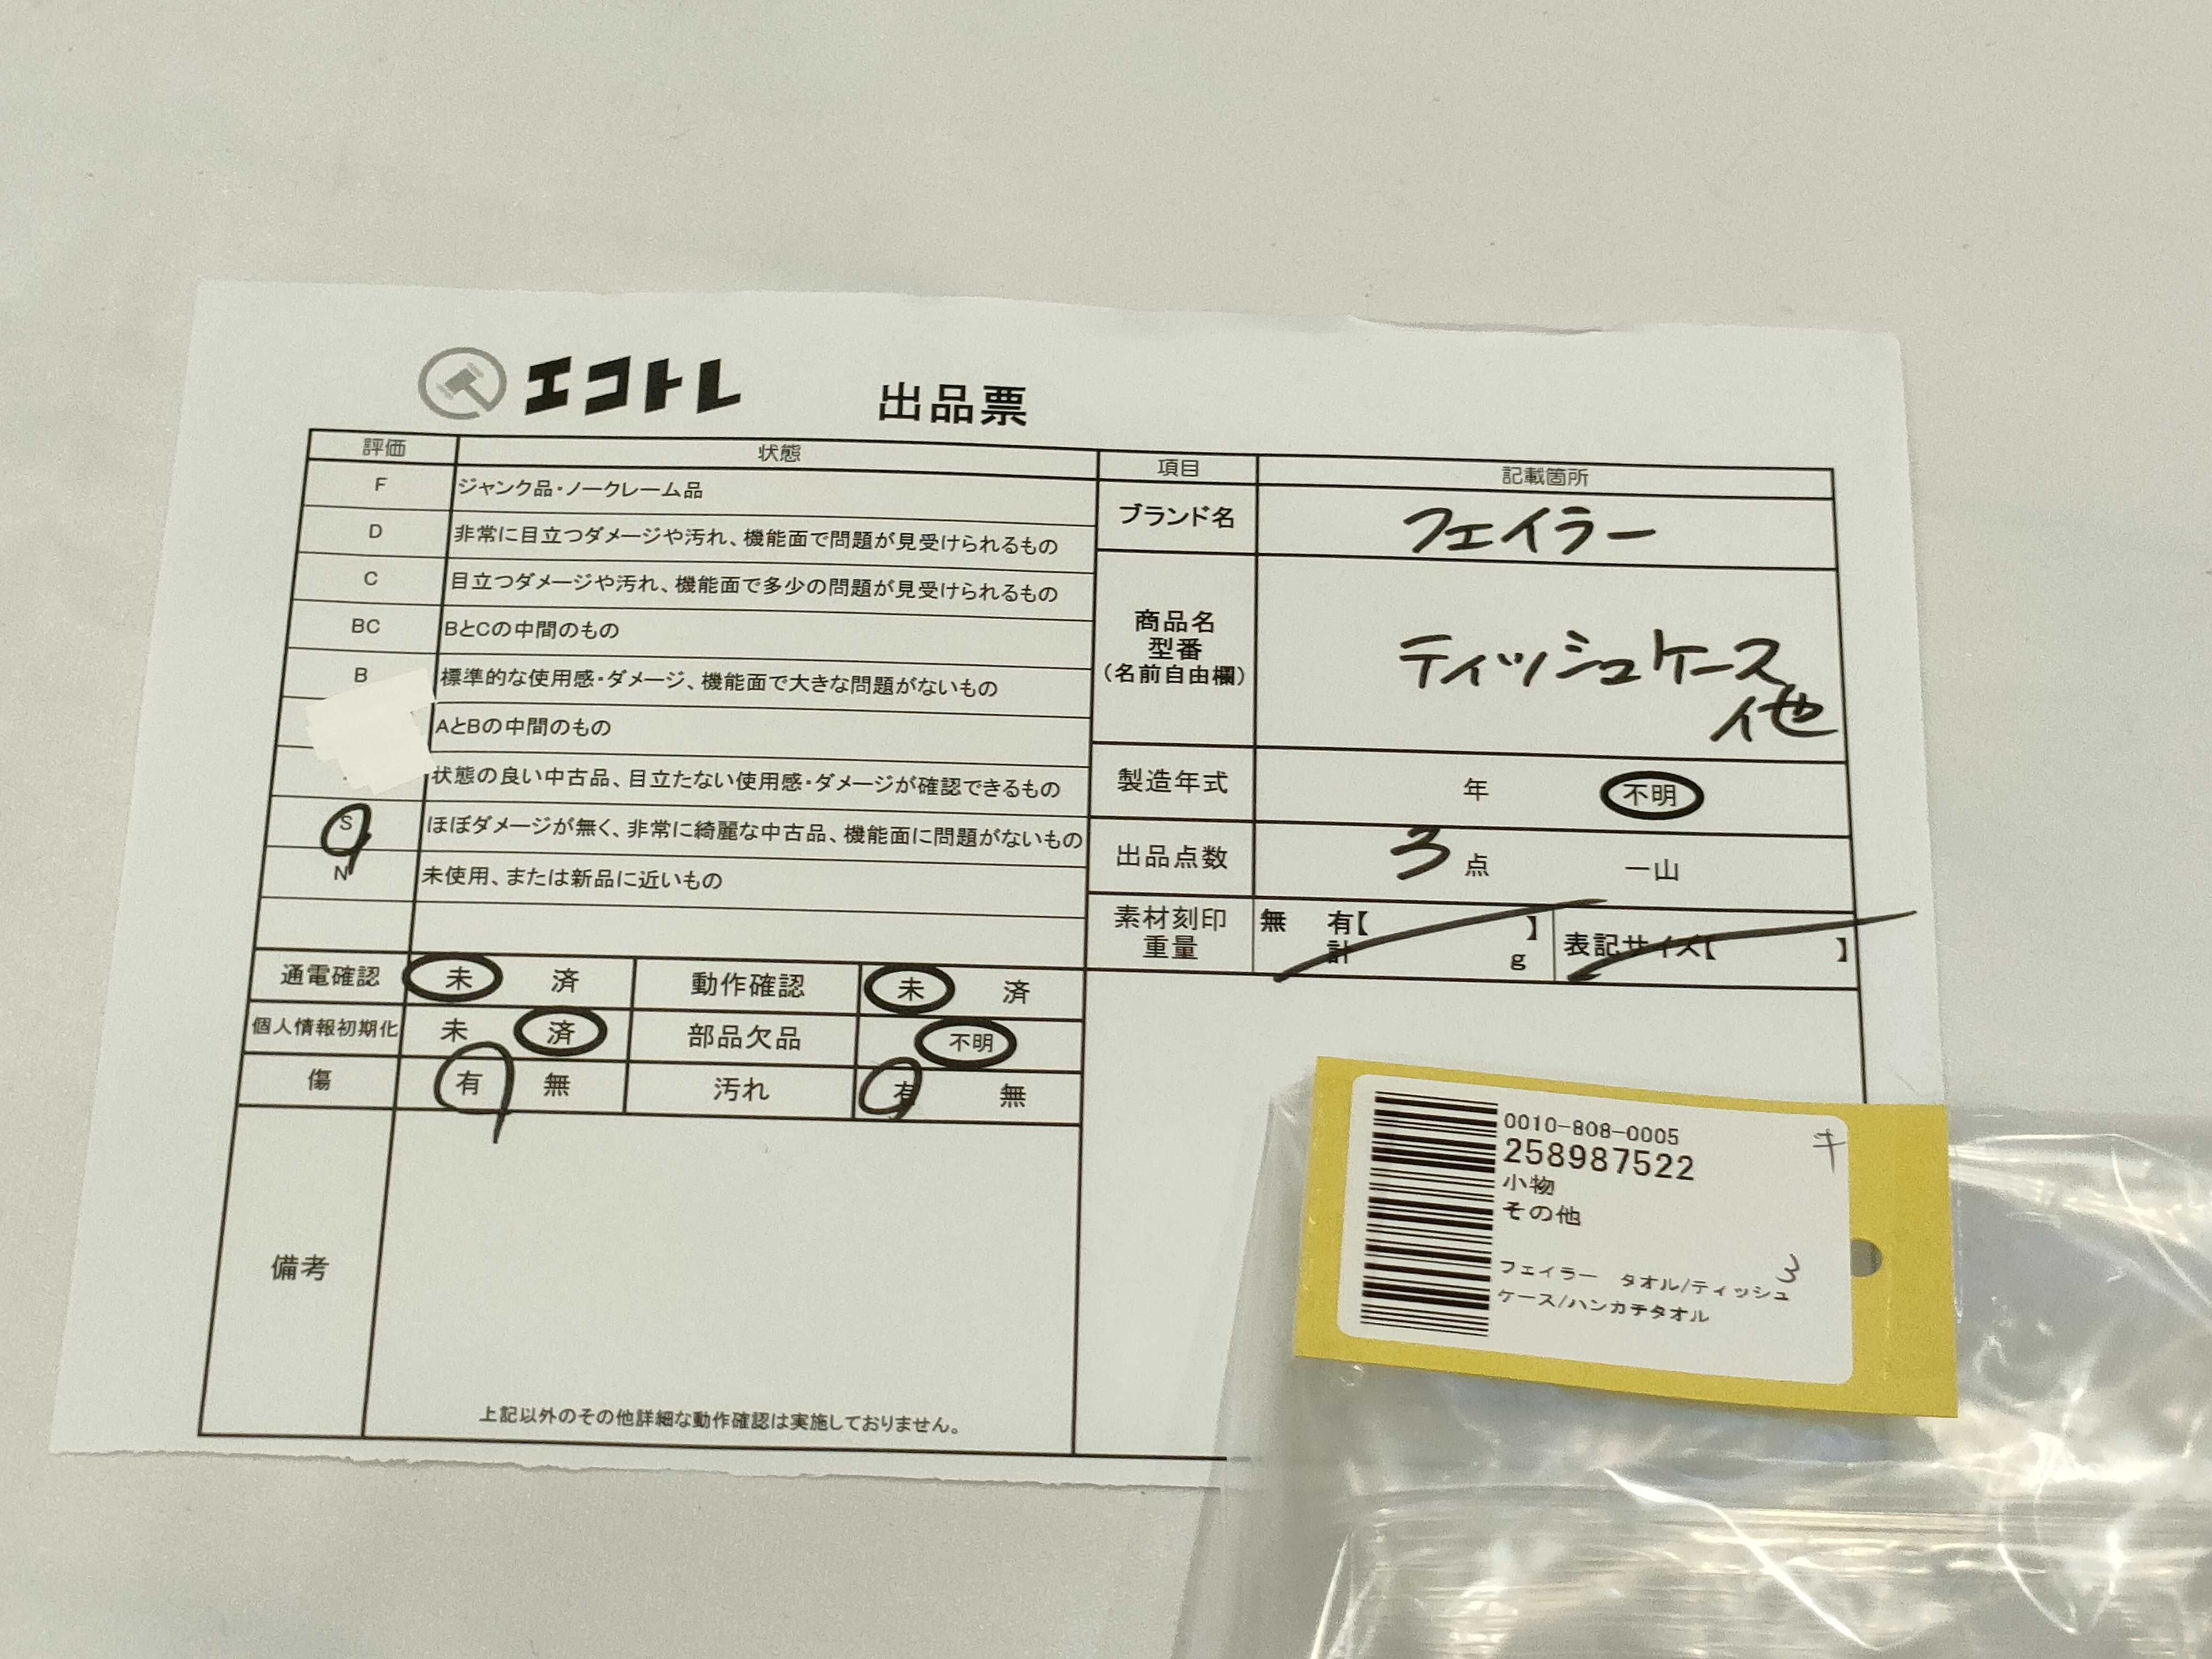 エコトレ 出品票
評価 状態 項目 記載箇所
F ジャンク品・ノークレーム品
D 非常に目立つダメージや汚れ、機能面で問題が見受けられるもの
C 目立つダメージや汚れ、機能面で多少の問題が見受けられるもの
BC BとCの中間のもの
B 標準的な使用感・ダメージ、機能面で大きな問題がないもの
AとBの中間のもの
状態の良い中古品、目立たない使用感・ダメージが確認できるもの
S ほぼダメージが無く、非常に綺麗な中古品、機能面に問題がないもの
N 未使用、または新品に近いもの
ブランド名 フェイラー
商品名
型番
(名前自由欄)
ティッシュケース
他
製造年式 年 不明
出品点数 3 点 一山
素材刻印
重量
無 有【 】
計 g
表記サイズ【 】
通電確認 未 済 動作確認 未 済
個人情報初期化 未 済 部品欠品 不明
傷 有 無 汚れ 有 無
備考
上記以外のその他詳細な動作確認は実施しておりません。
0010-808-0005
258987522
小物
その他
3
フェイラー タオル/ティッシュ
ケース/ハンカチタオル